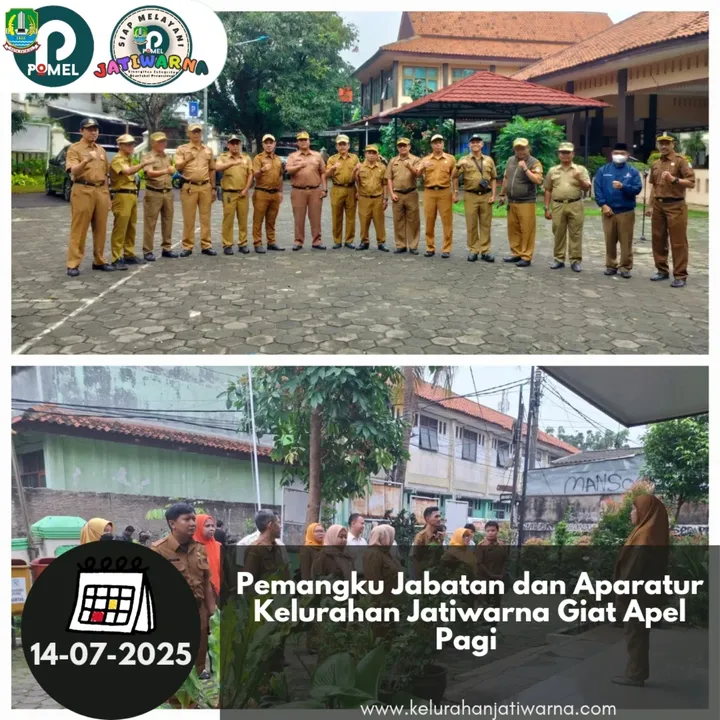 POMEL
SIAP MELAYANI
JATIWARNA
P
Pemangku Jabatan dan Aparatur
Kelurahan Jatiwarna Giat Apel
Pagi
14-07-2025
www.kelurahanjatiwarna.com